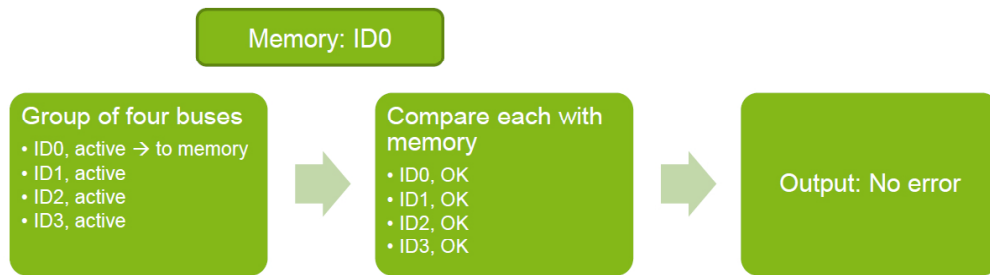 Memory: ID0
Group of four buses
• ID0, active → to memory
• ID1, active
• ID2, active
• ID3, active
Compare each with
memory
• ID0, OK
• ID1, OK
• ID2, OK
• ID3, OK
Output: No error